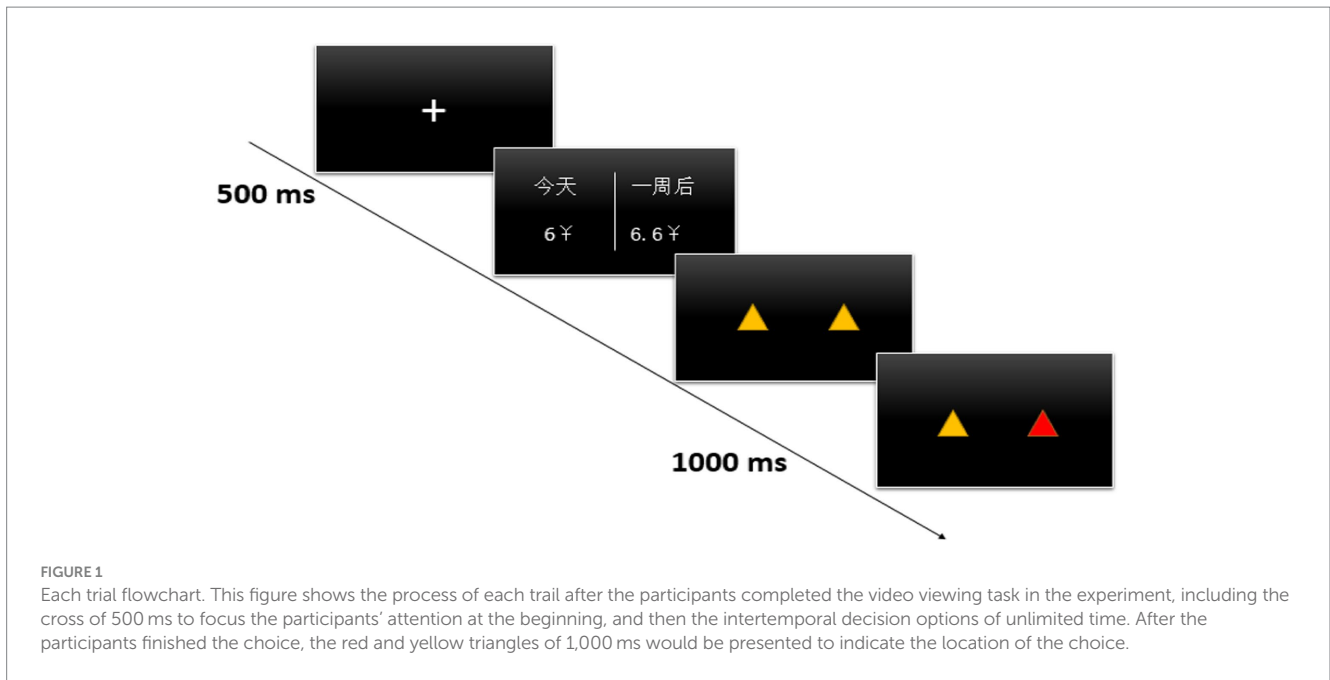 +
500 ms
今天 一周后
6¥ 6.6¥
1000 ms
FIGURE 1
Each trial flowchart. This figure shows the process of each trail after the participants completed the video viewing task in the experiment, including the
cross of 500 ms to focus the participants’ attention at the beginning, and then the intertemporal decision options of unlimited time. After the
participants finished the choice, the red and yellow triangles of 1,000 ms would be presented to indicate the location of the choice.